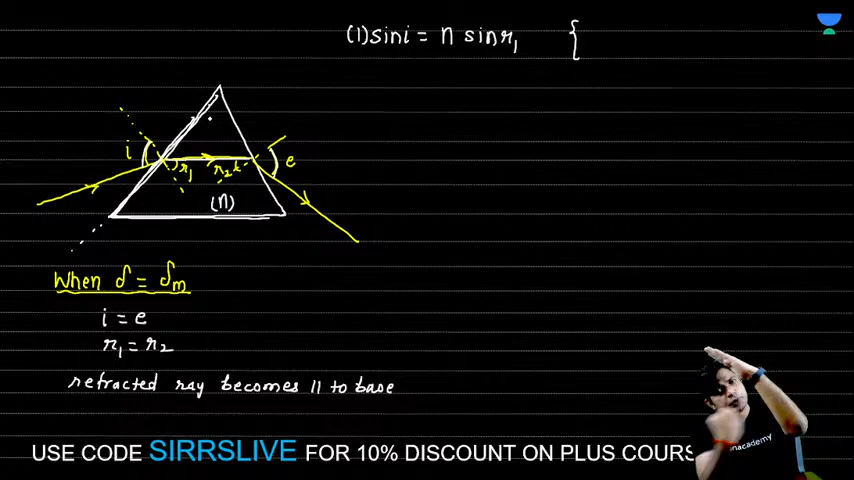 (1) sini = n sinr₁ {
i
r₁
r₂
e
(n)
When δ = δm
i = e
r₁ = r₂
refracted ray becomes || to base
USE CODE SIRRSLIVE FOR 10% DISCOUNT ON PLUS COURS
unacademy